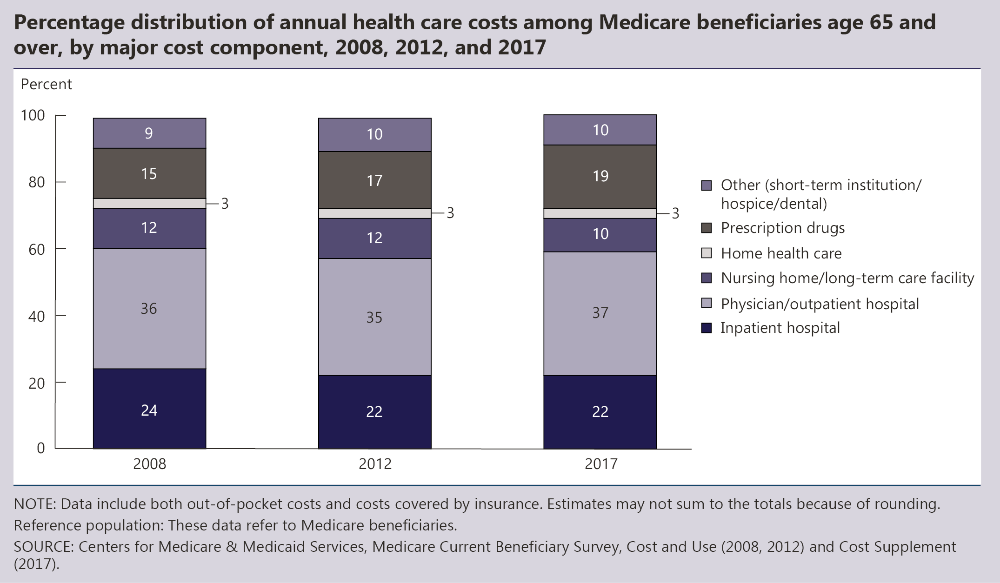 Percentage distribution of annual health care costs among Medicare beneficiaries age 65 and
over, by major cost component, 2008, 2012, and 2017
Percent
100
80
60
40
20
0
9
15
3
12
36
24
10
17
3
12
35
22
10
19
3
10
37
22
2008
2012
2017
Other (short-term institution/
hospice/dental)
Prescription drugs
Home health care
Nursing home/long-term care facility
Physician/outpatient hospital
Inpatient hospital
NOTE: Data include both out-of-pocket costs and costs covered by insurance. Estimates may not sum to the totals because of rounding.
Reference population: These data refer to Medicare beneficiaries.
SOURCE: Centers for Medicare & Medicaid Services, Medicare Current Beneficiary Survey, Cost and Use (2008, 2012) and Cost Supplement
(2017).